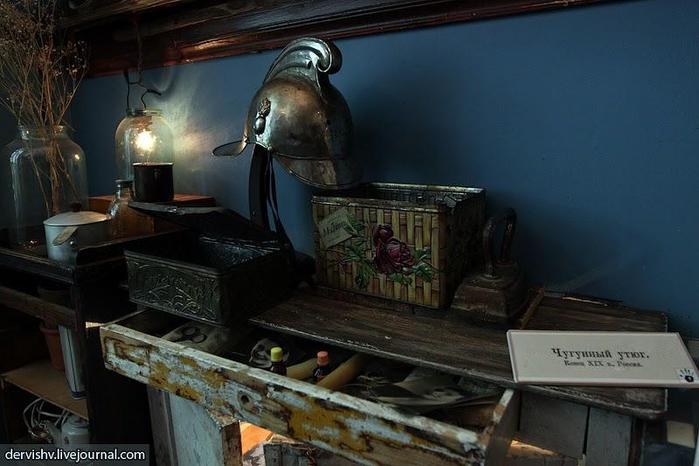 Чугунный утюг.
Конец XIX в. Россия.
dervishv.livejournal.com